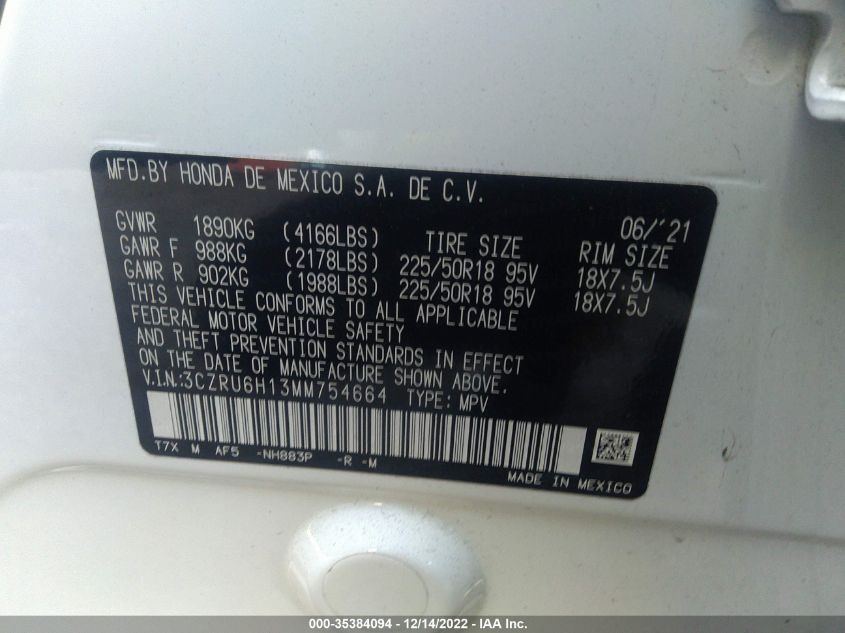 MFD.BY HONDA DE MEXICO S.A. DE C.V.
06/'21
GVWR 1890KG (4166LBS) TIRE SIZE RIM SIZE
GAWR F 988KG (2178LBS) 225/50R18 95V 18X7.5J
GAWR R 902KG (1988LBS) 225/50R18 95V 18X7.5J
THIS VEHICLE CONFORMS TO ALL APPLICABLE
FEDERAL MOTOR VEHICLE SAFETY
AND THEFT PREVENTION STANDARDS IN EFFECT
ON THE DATE OF MANUFACTURE SHOWN ABOVE.
V.I.N.:3CZRU6H13MM754664 TYPE: MPV
T7X M AF5 -NH883P -R -M
MADE IN MEXICO
000-35384094 - 12/14/2022 - IAA Inc.